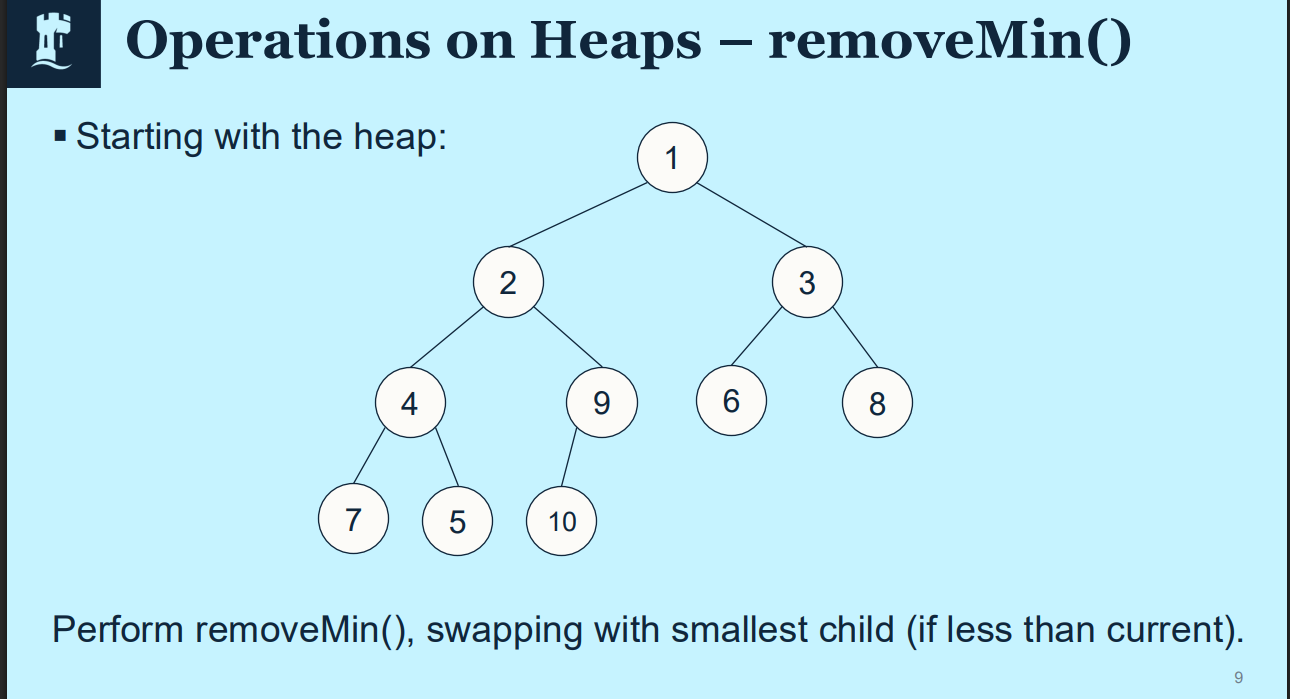 Operations on Heaps – removeMin()
▪ Starting with the heap:
1
2 3
4 9 6 8
7 5 10
Perform removeMin(), swapping with smallest child (if less than current).
9